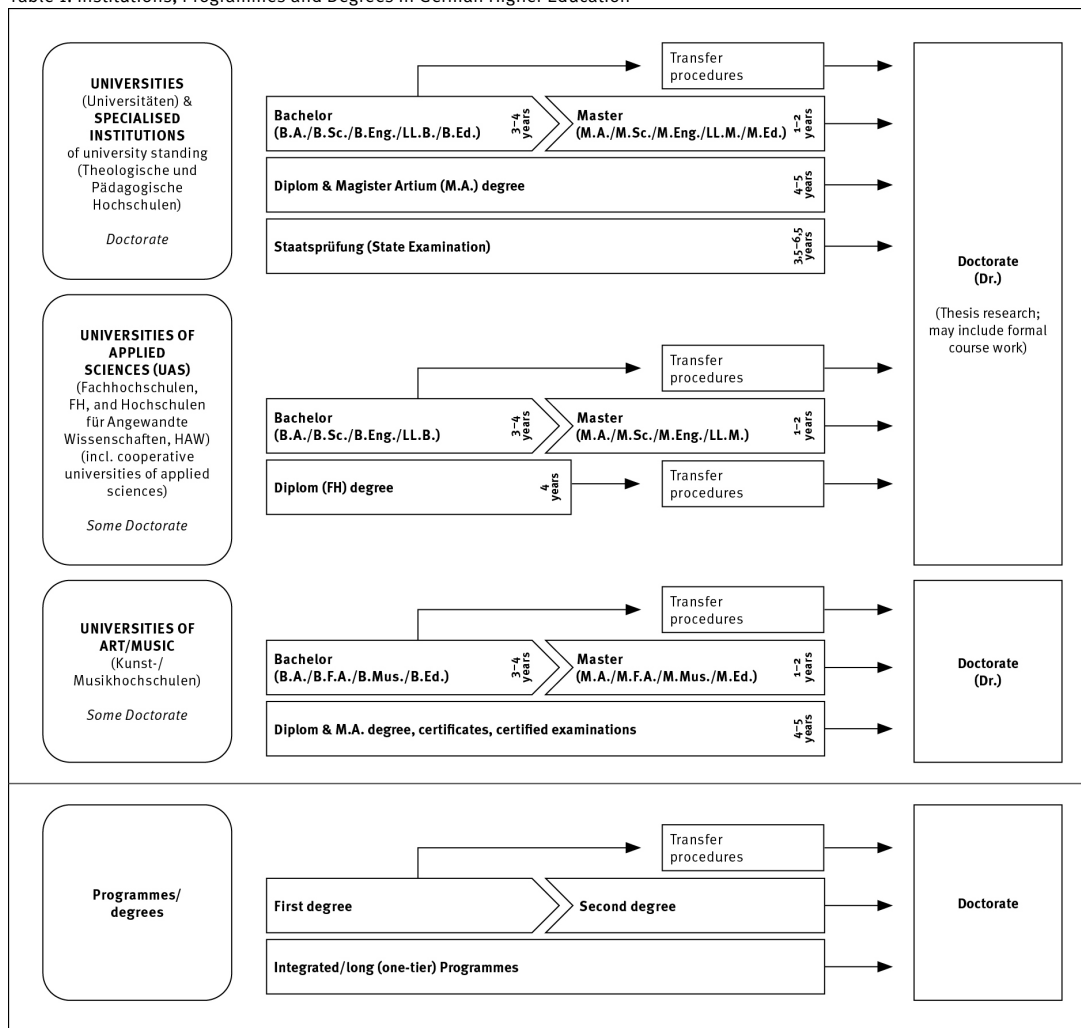 Table 1: Institutions, Programmes and Degrees in German Higher Education
UNIVERSITIES
(Universitäten) &
SPECIALISED
INSTITUTIONS
of university standing
(Theologische und
Pädagogische
Hochschulen)
Doctorate
Transfer
procedures
Bachelor
(B.A./B.Sc./B.Eng./LL.B./B.Ed.)
3–4
years
Master
(M.A./M.Sc./M.Eng./LL.M./M.Ed.)
1–2
years
Diplom & Magister Artium (M.A.) degree
4–5
years
Staatsprüfung (State Examination)
3,5–6,5
years
Doctorate
(Dr.)
(Thesis research;
may include formal
course work)
UNIVERSITIES OF
APPLIED
SCIENCES (UAS)
(Fachhochschulen,
FH, and Hochschulen
für Angewandte
Wissenschaften, HAW)
(incl. cooperative
universities of applied
sciences)
Some Doctorate
Transfer
procedures
Bachelor
(B.A./B.Sc./B.Eng./LL.B.)
3–4
years
Master
(M.A./M.Sc./M.Eng./LL.M.)
1–2
years
Diplom (FH) degree
4
years
Transfer
procedures
UNIVERSITIES OF
ART/MUSIC
(Kunst-/
Musikhochschulen)
Some Doctorate
Transfer
procedures
Bachelor
(B.A./B.F.A./B.Mus./B.Ed.)
3–4
years
Master
(M.A./M.F.A./M.Mus./M.Ed.)
1–2
years
Diplom & M.A. degree, certificates, certified examinations
4–5
years
Doctorate
(Dr.)
Programmes/
degrees
Transfer
procedures
First degree
Second degree
Integrated/long (one-tier) Programmes
Doctorate